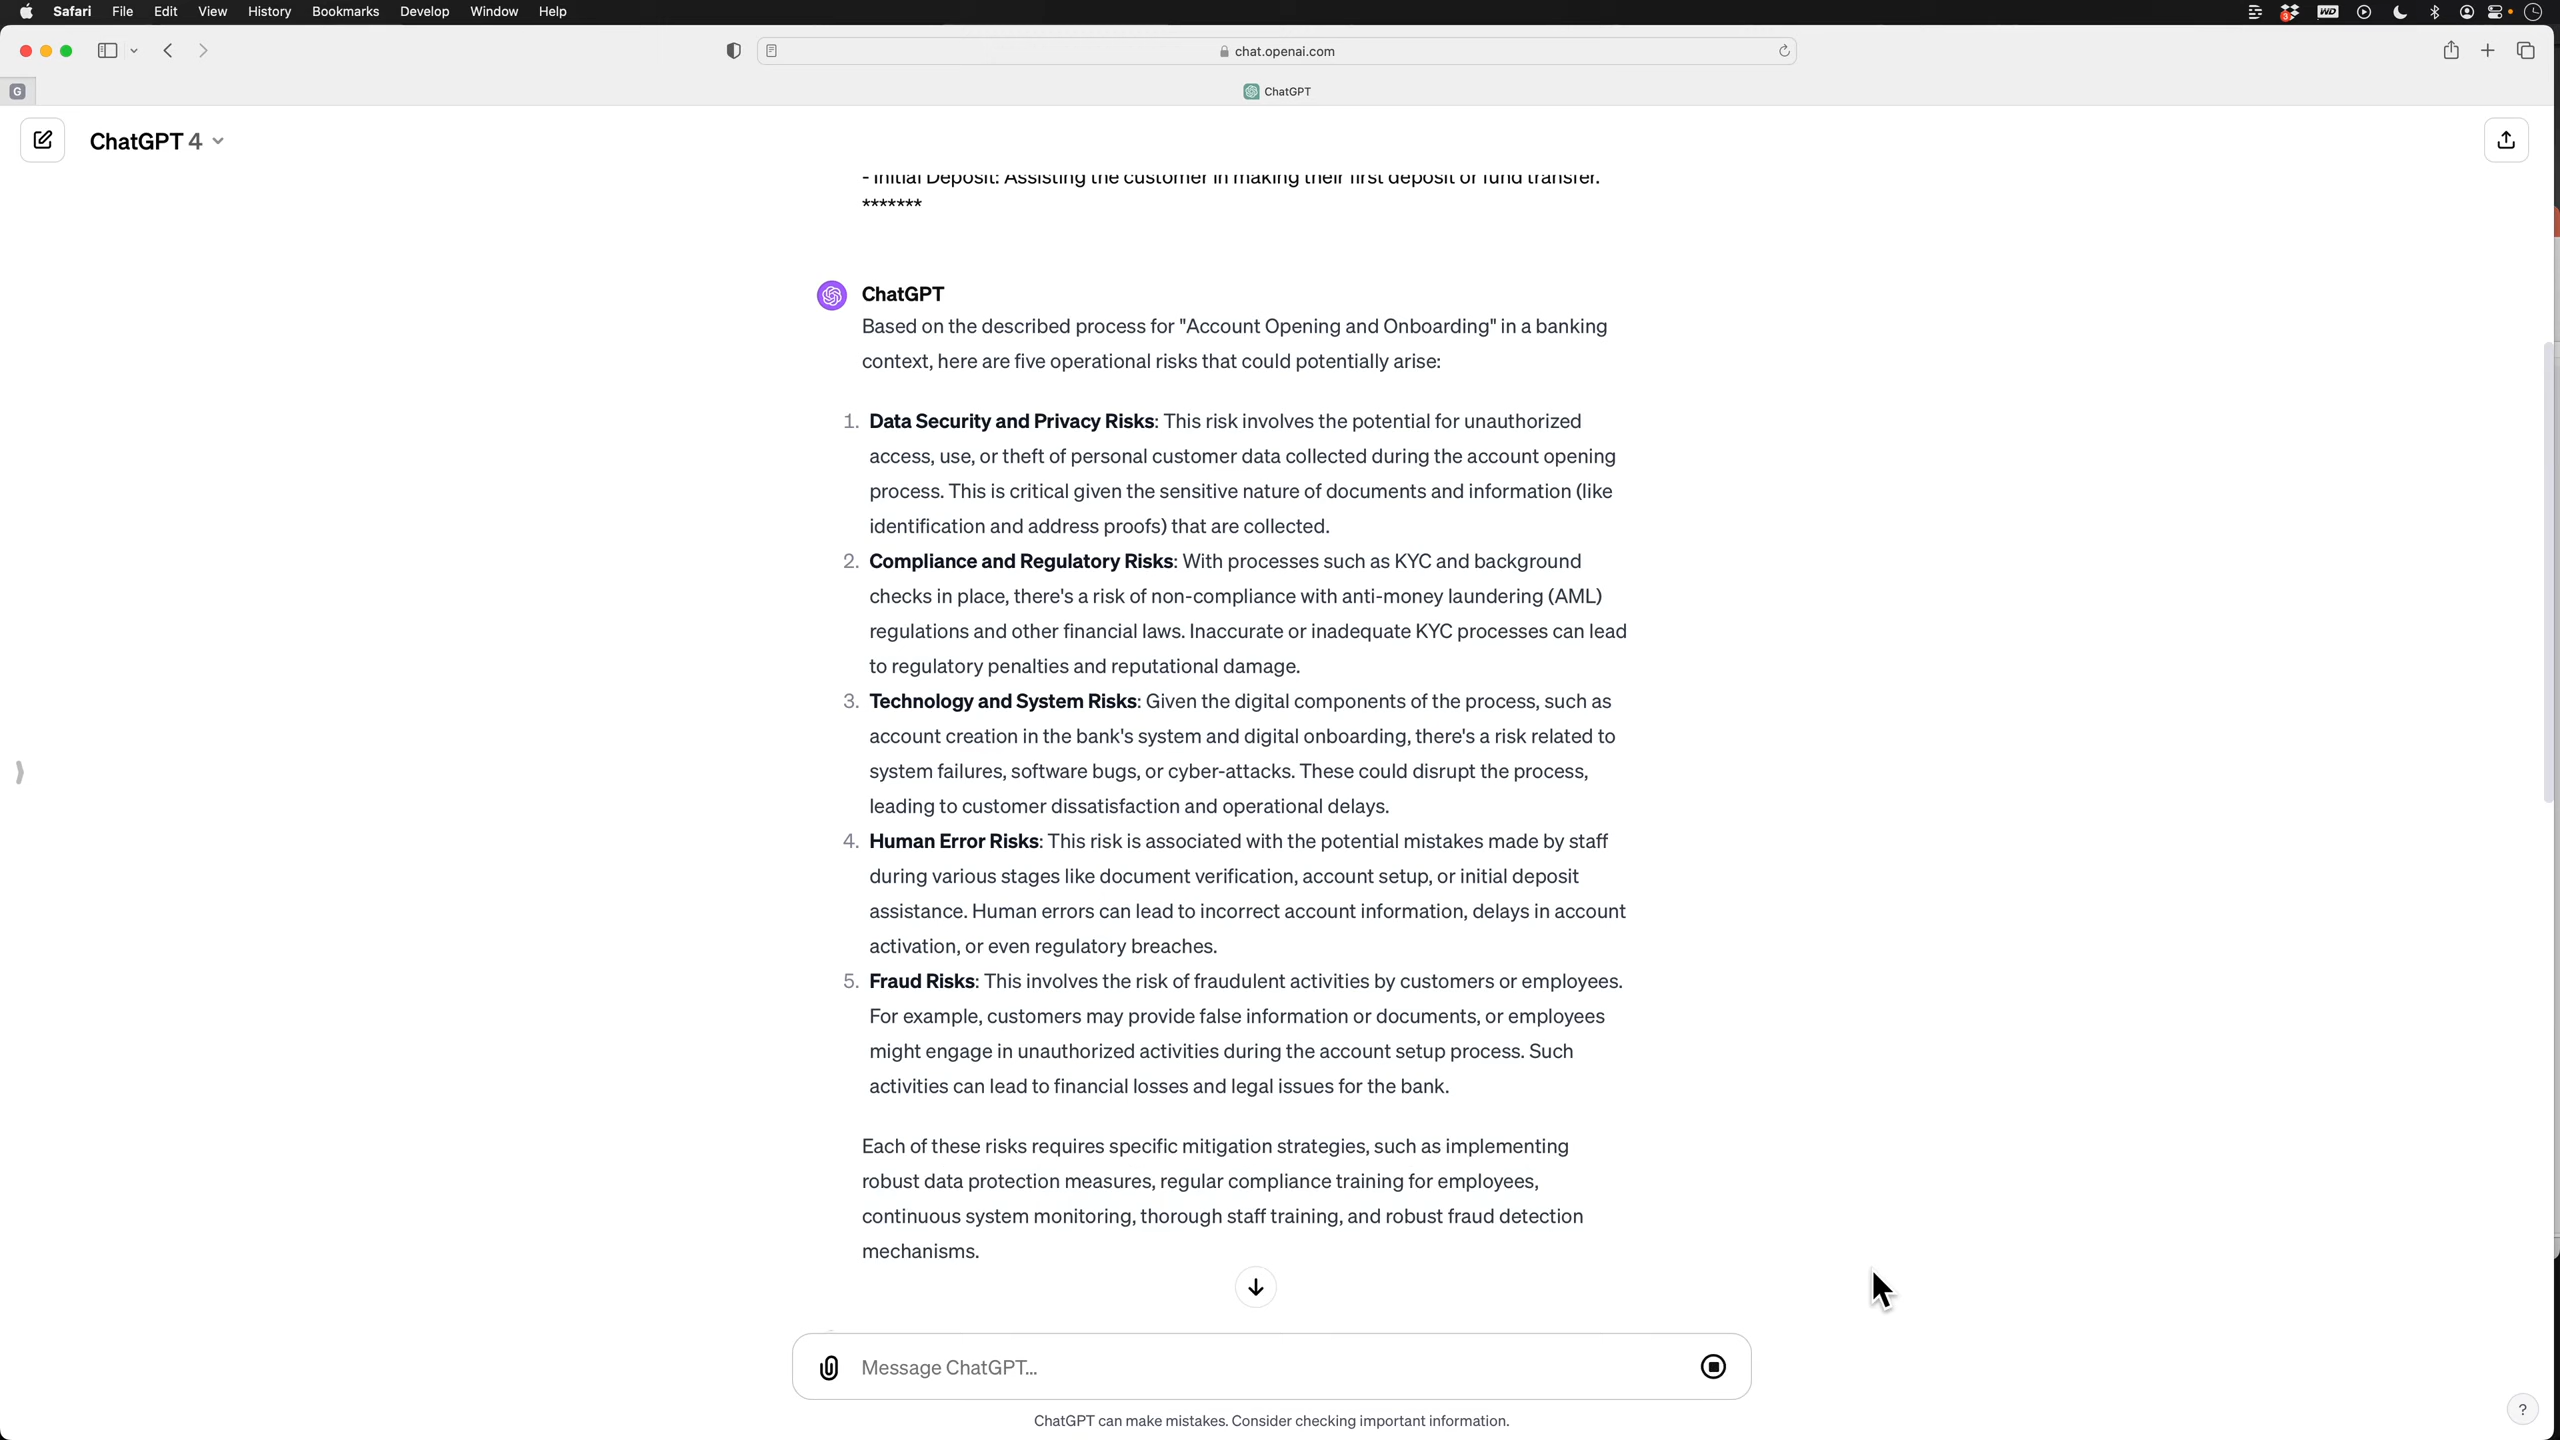 Safari File Edit View History Bookmarks Develop Window Help
3
WD
chat.openai.com
G
ChatGPT
ChatGPT 4
- Initial Deposit: Assisting the customer in making their first deposit or fund transfer.
*******
ChatGPT
Based on the described process for "Account Opening and Onboarding" in a banking
context, here are five operational risks that could potentially arise:
1. Data Security and Privacy Risks: This risk involves the potential for unauthorized
access, use, or theft of personal customer data collected during the account opening
process. This is critical given the sensitive nature of documents and information (like
identification and address proofs) that are collected.
2. Compliance and Regulatory Risks: With processes such as KYC and background
checks in place, there's a risk of non-compliance with anti-money laundering (AML)
regulations and other financial laws. Inaccurate or inadequate KYC processes can lead
to regulatory penalties and reputational damage.
3. Technology and System Risks: Given the digital components of the process, such as
account creation in the bank's system and digital onboarding, there's a risk related to
system failures, software bugs, or cyber-attacks. These could disrupt the process,
leading to customer dissatisfaction and operational delays.
4. Human Error Risks: This risk is associated with the potential mistakes made by staff
during various stages like document verification, account setup, or initial deposit
assistance. Human errors can lead to incorrect account information, delays in account
activation, or even regulatory breaches.
5. Fraud Risks: This involves the risk of fraudulent activities by customers or employees.
For example, customers may provide false information or documents, or employees
might engage in unauthorized activities during the account setup process. Such
activities can lead to financial losses and legal issues for the bank.
Each of these risks requires specific mitigation strategies, such as implementing
robust data protection measures, regular compliance training for employees,
continuous system monitoring, thorough staff training, and robust fraud detection
mechanisms.
Message ChatGPT...
ChatGPT can make mistakes. Consider checking important information.
?